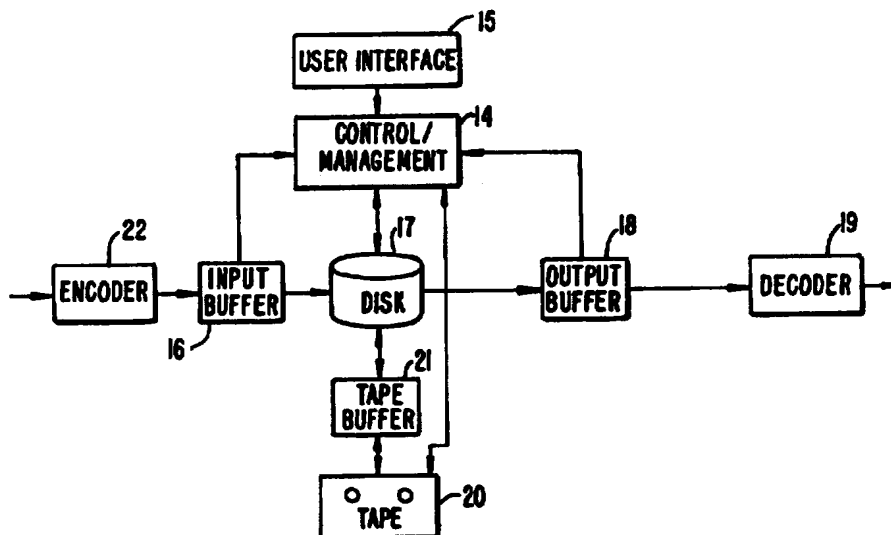 15
USER INTERFACE
14
CONTROL/
MANAGEMENT
22
ENCODER
INPUT
BUFFER
16
17
DISK
18
OUTPUT
BUFFER
19
DECODER
21
TAPE
BUFFER
20
TAPE